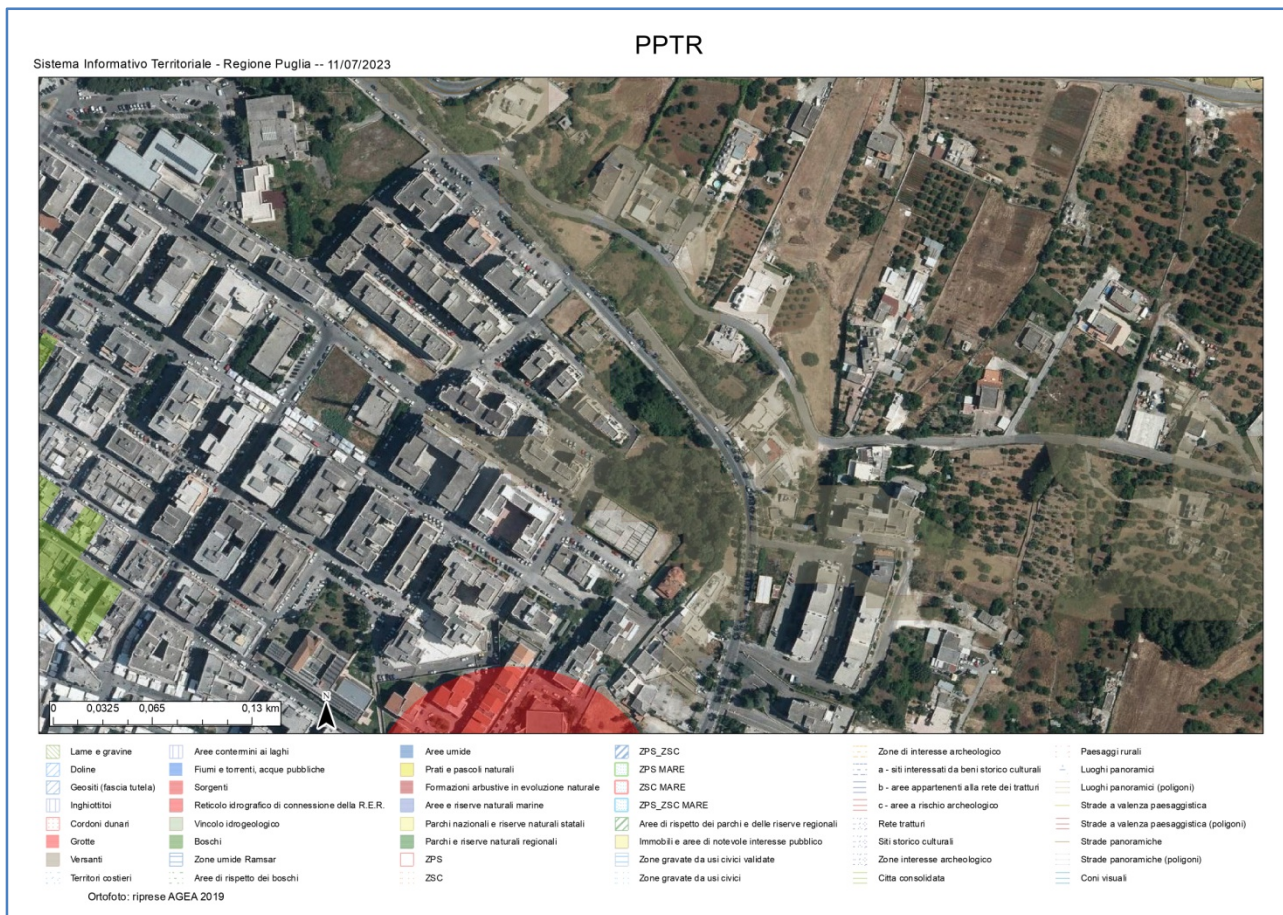 PPTR
Sistema Informativo Territoriale - Regione Puglia -- 11/07/2023
N
0 0,0325 0,065 0,13 km
Lame e gravine
Doline
Geositi (fascia tutela)
Inghiottitoi
Cordoni dunari
Grotte
Versanti
Territori costieri
Aree contermini ai laghi
Fiumi e torrenti, acque pubbliche
Sorgenti
Reticolo idrografico di connessione della R.E.R.
Vincolo idrogeologico
Boschi
Zone umide Ramsar
Aree di rispetto dei boschi
Aree umide
Prati e pascoli naturali
Formazioni arbustive in evoluzione naturale
Aree e riserve naturali marine
Parchi nazionali e riserve naturali statali
Parchi e riserve naturali regionali
ZPS
ZSC
ZPS_ZSC
ZPS MARE
ZSC MARE
ZPS_ZSC MARE
Aree di rispetto dei parchi e delle riserve regionali
Immobili e aree di notevole interesse pubblico
Zone gravate da usi civici validate
Zone gravate da usi civici
Zone di interesse archeologico
a - siti interessati da beni storico culturali
b - aree appartenenti alla rete dei tratturi
c - aree a rischio archeologico
Rete tratturi
Siti storico culturali
Zone interesse archeologico
Citta consolidata
Paesaggi rurali
Luoghi panoramici
Luoghi panoramici (poligoni)
Strade a valenza paesaggistica
Strade a valenza paesaggistica (poligoni)
Strade panoramiche
Strade panoramiche (poligoni)
Coni visuali
Ortofoto: riprese AGEA 2019